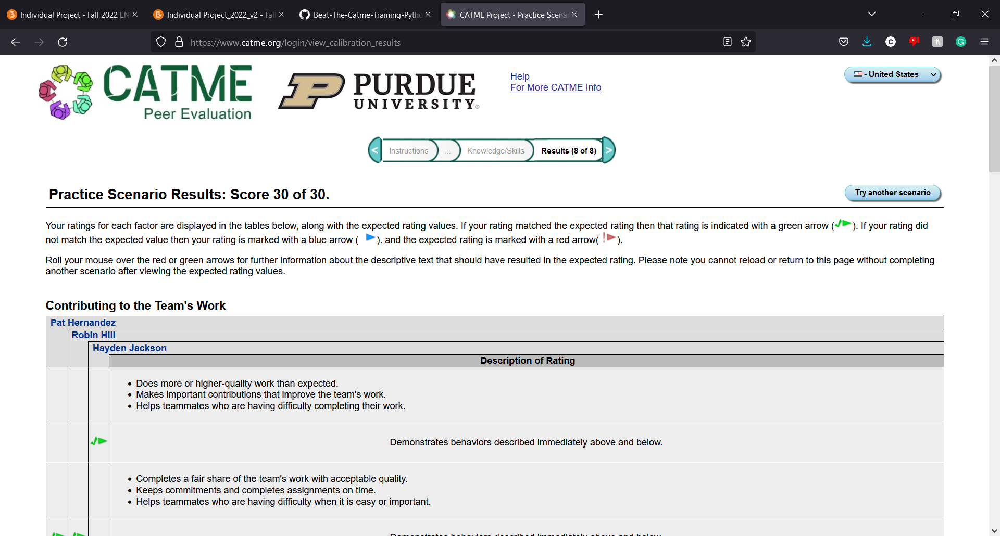 Individual Project - Fall 2022 EN
Individual Project_2022_v2 - Fall
Beat-The-Catme-Training-Pytho
CATME Project - Practice Scenar
https://www.catme.org/login/view_calibration_results
CATME
Peer Evaluation
P PURDUE
UNIVERSITY®
Help
For More CATME Info
- United States
< Instructions ... Knowledge/Skills Results (8 of 8) >
Practice Scenario Results: Score 30 of 30.
Try another scenario
Your ratings for each factor are displayed in the tables below, along with the expected rating values. If your rating matched the expected rating then that rating is indicated with a green arrow ( ). If your rating did
not match the expected value then your rating is marked with a blue arrow ( ). and the expected rating is marked with a red arrow( ! ).
Roll your mouse over the red or green arrows for further information about the descriptive text that should have resulted in the expected rating. Please note you cannot reload or return to this page without completing
another scenario after viewing the expected rating values.
Contributing to the Team's Work
Pat Hernandez
Robin Hill
Hayden Jackson
Description of Rating
• Does more or higher-quality work than expected.
• Makes important contributions that improve the team's work.
• Helps teammates who are having difficulty completing their work.
Demonstrates behaviors described immediately above and below.
• Completes a fair share of the team's work with acceptable quality.
• Keeps commitments and completes assignments on time.
• Helps teammates who are having difficulty when it is easy or important.